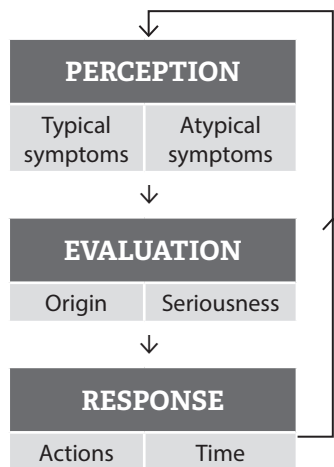 PERCEPTION
Typical symptoms
Atypical symptoms
EVALUATION
Origin
Seriousness
RESPONSE
Actions
Time